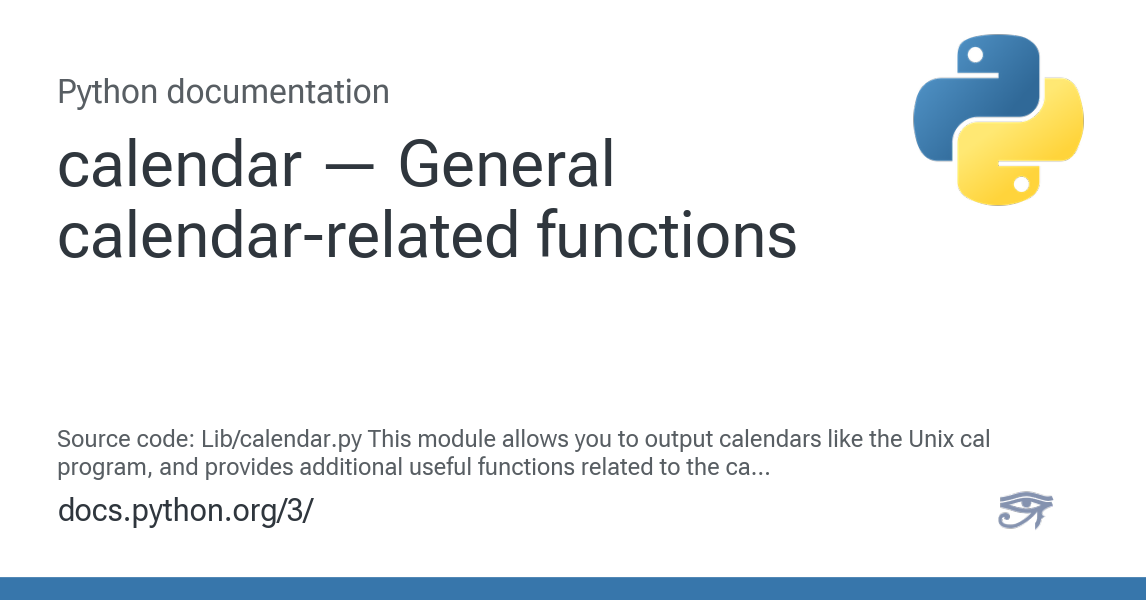 Python documentation
calendar — General
calendar-related functions
Source code: Lib/calendar.py This module allows you to output calendars like the Unix cal
program, and provides additional useful functions related to the ca...
docs.python.org/3/